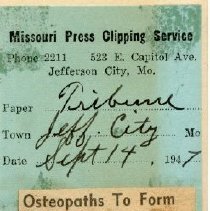 Missouri Press Clipping Service
Phone 2211 523 E. Capitol Ave.
Jefferson City, Mo.
Paper Tribune
Town Jeff. City Mo
Date Sept 14, 1947
Osteopaths To Form